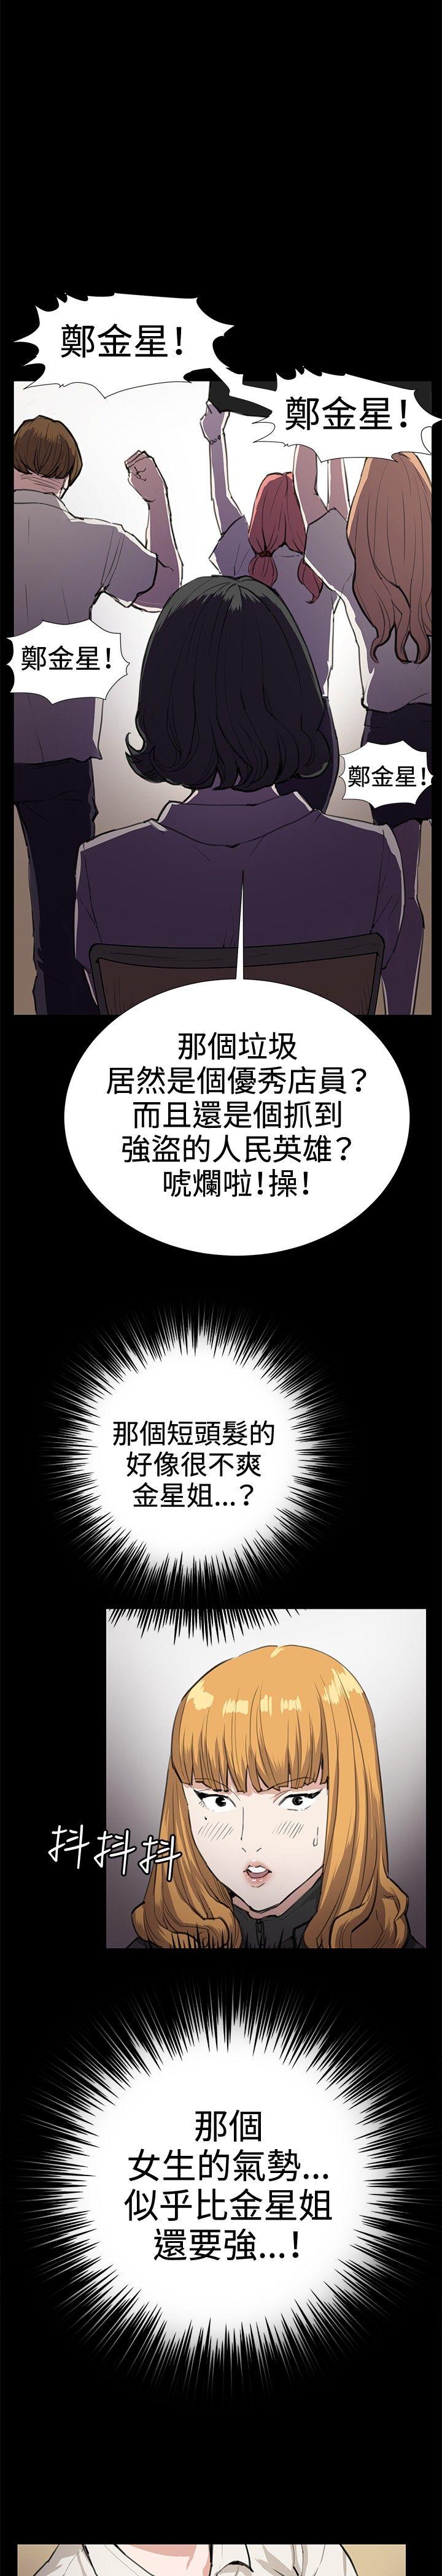 鄭金星！
鄭金星！
鄭金星！
鄭金星！
那個垃圾
居然是個優秀店員？
而且還是個抓到
強盜的人民英雄？
唬爛啦！操！
那個短頭髮的
好像很不爽
金星姐…？
抖抖抖
那個
女生的氣勢…
似乎比金星姐
還要強…！